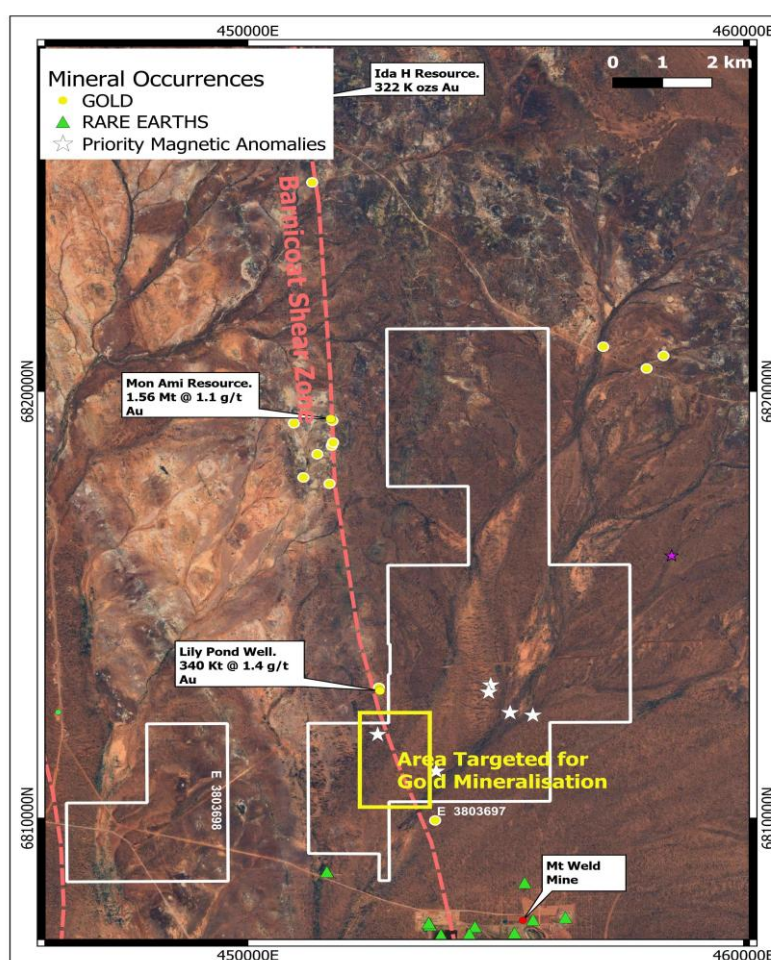 450000E
460000E
Mineral Occurrences
GOLD
RARE EARTHS
Priority Magnetic Anomalies
Ida H Resource.
322 K ozs Au
0 1 2 km
Barnicoat Shear Zone
6820000N
6820000N
Mon Ami Resource.
1.56 Mt @ 1.1 g/t
Au
Lily Pond Well.
340 Kt @ 1.4 g/t
Au
Area Targeted for
Gold Mineralisation
E 3803698
E 3803697
6810000N
6810000N
Mt Weld
Mine
450000E
460000E